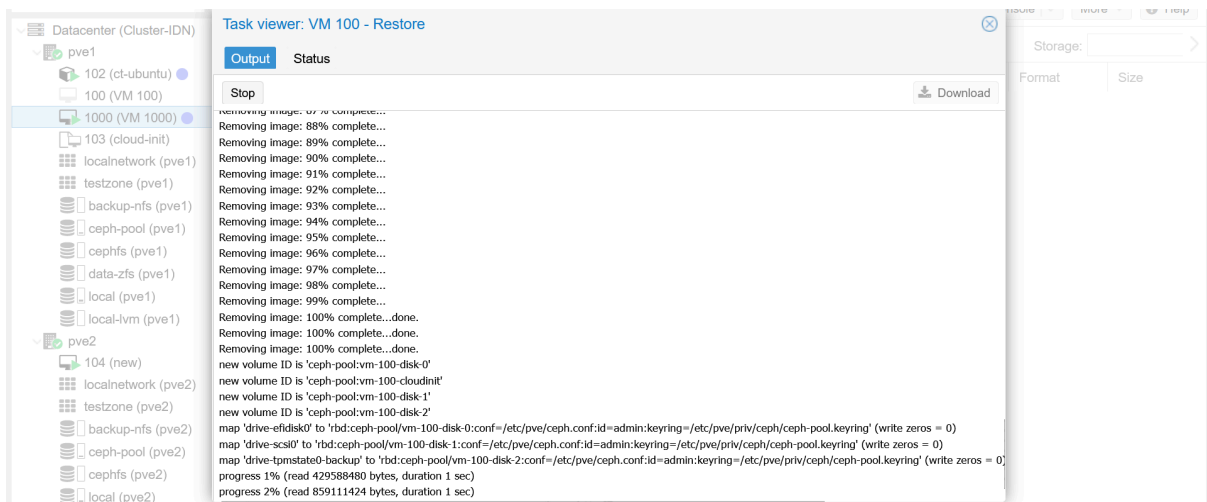 Datacenter (Cluster-IDN)
pve1
102 (ct-ubuntu)
100 (VM 100)
1000 (VM 1000)
103 (cloud-init)
localnetwork (pve1)
testzone (pve1)
backup-nfs (pve1)
ceph-pool (pve1)
cephfs (pve1)
data-zfs (pve1)
local (pve1)
local-lvm (pve1)
pve2
104 (new)
localnetwork (pve2)
testzone (pve2)
backup-nfs (pve2)
ceph-pool (pve2)
cephfs (pve2)
local (pve2)
Task viewer: VM 100 - Restore
Output Status
Stop Download
Removing image: 87% complete...
Removing image: 88% complete...
Removing image: 89% complete...
Removing image: 90% complete...
Removing image: 91% complete...
Removing image: 92% complete...
Removing image: 93% complete...
Removing image: 94% complete...
Removing image: 95% complete...
Removing image: 96% complete...
Removing image: 97% complete...
Removing image: 98% complete...
Removing image: 99% complete...
Removing image: 100% complete...done.
Removing image: 100% complete...done.
Removing image: 100% complete...done.
new volume ID is 'ceph-pool:vm-100-disk-0'
new volume ID is 'ceph-pool:vm-100-cloudinit'
new volume ID is 'ceph-pool:vm-100-disk-1'
new volume ID is 'ceph-pool:vm-100-disk-2'
map 'drive-efidisk0' to 'rbd:ceph-pool/vm-100-disk-0:conf=/etc/pve/ceph.conf:id=admin:keyring=/etc/pve/priv/ceph/ceph-pool.keyring' (write zeros = 0)
map 'drive-scsi0' to 'rbd:ceph-pool/vm-100-disk-1:conf=/etc/pve/ceph.conf:id=admin:keyring=/etc/pve/priv/ceph/ceph-pool.keyring' (write zeros = 0)
map 'drive-tpmstate0-backup' to 'rbd:ceph-pool/vm-100-disk-2:conf=/etc/pve/ceph.conf:id=admin:keyring=/etc/pve/priv/ceph/ceph-pool.keyring' (write zeros = 0)
progress 1% (read 429588480 bytes, duration 1 sec)
progress 2% (read 859111424 bytes, duration 1 sec)
More Help
Storage:
Format Size